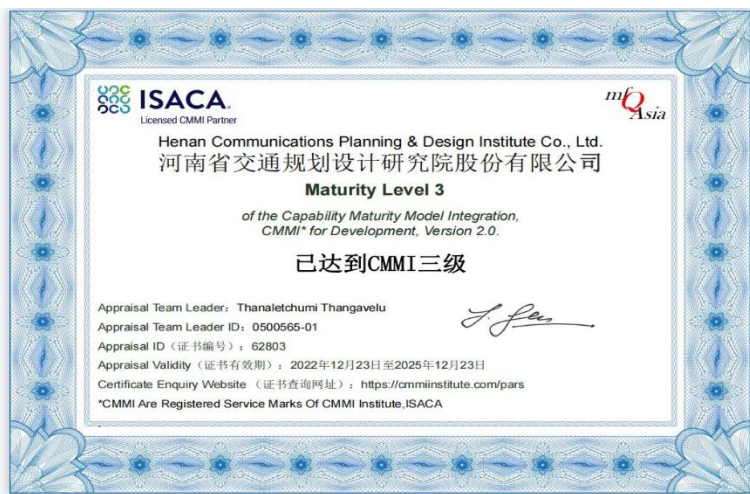 ISACA.
Licensed CMMI Partner
mfQ
Asia
Henan Communications Planning & Design Institute Co., Ltd.
河南省交通规划设计研究院股份有限公司
Maturity Level 3
of the Capability Maturity Model Integration,
CMMI* for Development, Version 2.0.
已达到CMMI三级
Appraisal Team Leader：Thanaletchumi Thangavelu
Appraisal Team Leader ID：0500565-01
Appraisal ID（证书编号）：62803
Appraisal Validity（证书有效期）：2022年12月23日至2025年12月23日
Certificate Enquiry Website （证书查询网址）：https://cmmiinstitute.com/pars
*CMMI Are Registered Service Marks Of CMMI Institute,ISACA